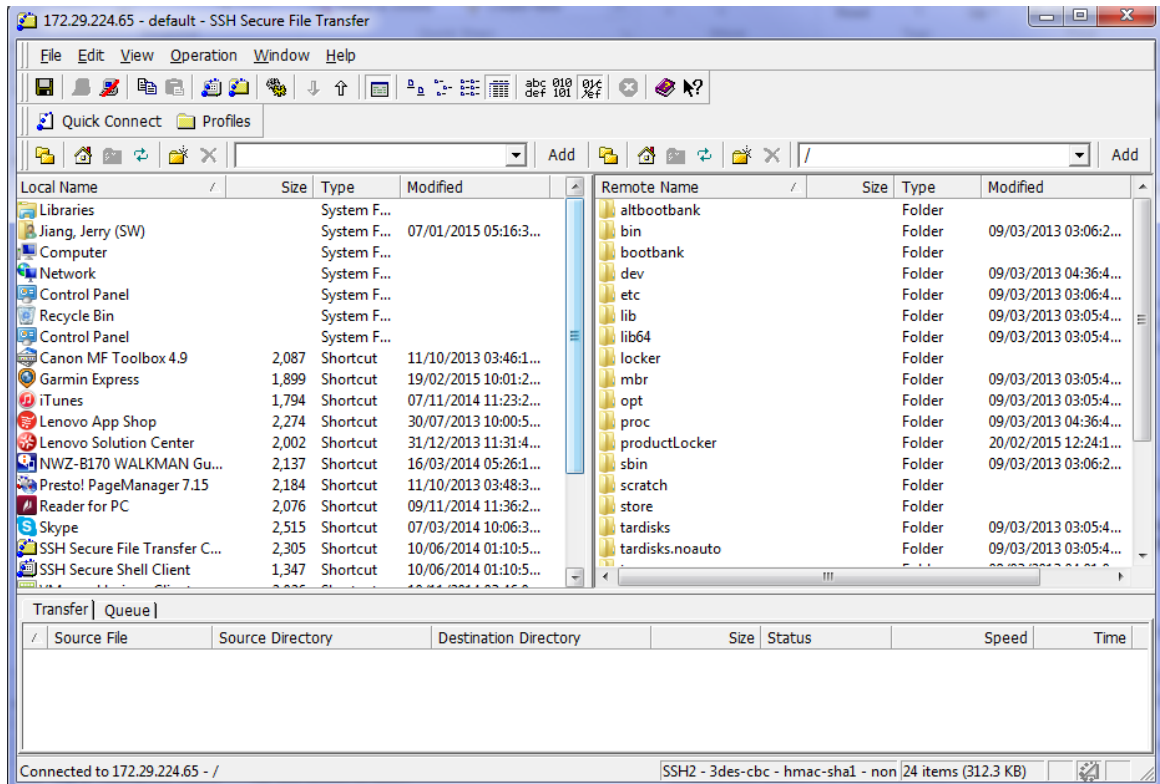 172.29.224.65 - default - SSH Secure File Transfer
File Edit View Operation Window Help
Quick Connect Profiles
Add / Add
Local Name / Size Type Modified
Libraries System F...
Jiang, Jerry (SW) System F... 07/01/2015 05:16:3...
Computer System F...
Network System F...
Control Panel System F...
Recycle Bin System F...
Control Panel System F...
Canon MF Toolbox 4.9 2,087 Shortcut 11/10/2013 03:46:1...
Garmin Express 1,899 Shortcut 19/02/2015 10:01:2...
iTunes 1,794 Shortcut 07/11/2014 11:23:2...
Lenovo App Shop 2,274 Shortcut 30/07/2013 10:00:5...
Lenovo Solution Center 2,002 Shortcut 31/12/2013 11:31:4...
NWZ-B170 WALKMAN Gu... 2,137 Shortcut 16/03/2014 05:26:1...
Presto! PageManager 7.15 2,184 Shortcut 11/10/2013 03:48:3...
Reader for PC 2,076 Shortcut 09/11/2014 11:36:2...
Skype 2,515 Shortcut 07/03/2014 10:06:3...
SSH Secure File Transfer C... 2,305 Shortcut 10/06/2014 01:10:5...
SSH Secure Shell Client 1,347 Shortcut 10/06/2014 01:10:5...
Remote Name / Size Type Modified
altbootbank Folder
bin Folder 09/03/2013 03:06:2...
bootbank Folder
dev Folder 09/03/2013 04:36:4...
etc Folder 09/03/2013 03:06:4...
lib Folder 09/03/2013 03:05:4...
lib64 Folder 09/03/2013 03:05:4...
locker Folder
mbr Folder 09/03/2013 03:05:4...
opt Folder 09/03/2013 03:05:4...
proc Folder 09/03/2013 04:36:4...
productLocker Folder 20/02/2015 12:24:1...
sbin Folder 09/03/2013 03:06:2...
scratch Folder
store Folder
tardisks Folder 09/03/2013 03:05:4...
tardisks.noauto Folder 09/03/2013 03:05:4...
Transfer Queue
/ Source File Source Directory Destination Directory Size Status Speed Time
Connected to 172.29.224.65 - / SSH2 - 3des-cbc - hmac-sha1 - non 24 items (312.3 KB)